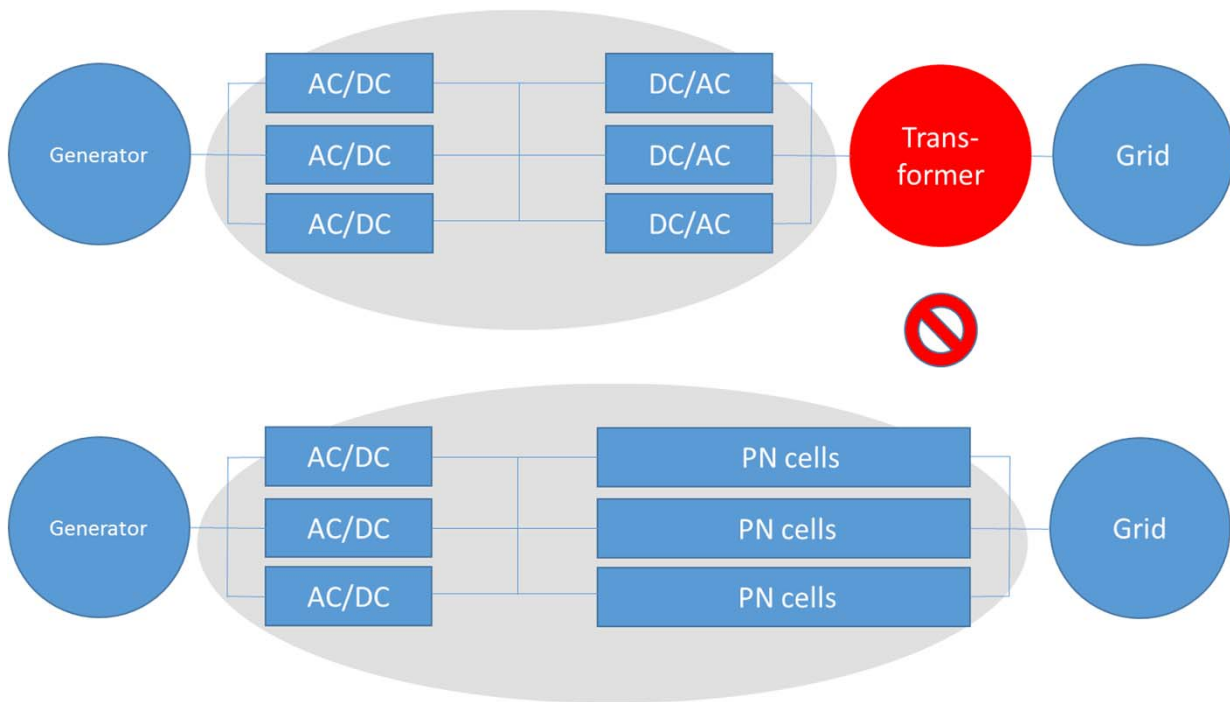 Generator
AC/DC
DC/AC
AC/DC
DC/AC
AC/DC
DC/AC
Trans-
former
Grid
Generator
AC/DC
PN cells
AC/DC
PN cells
AC/DC
PN cells
Grid